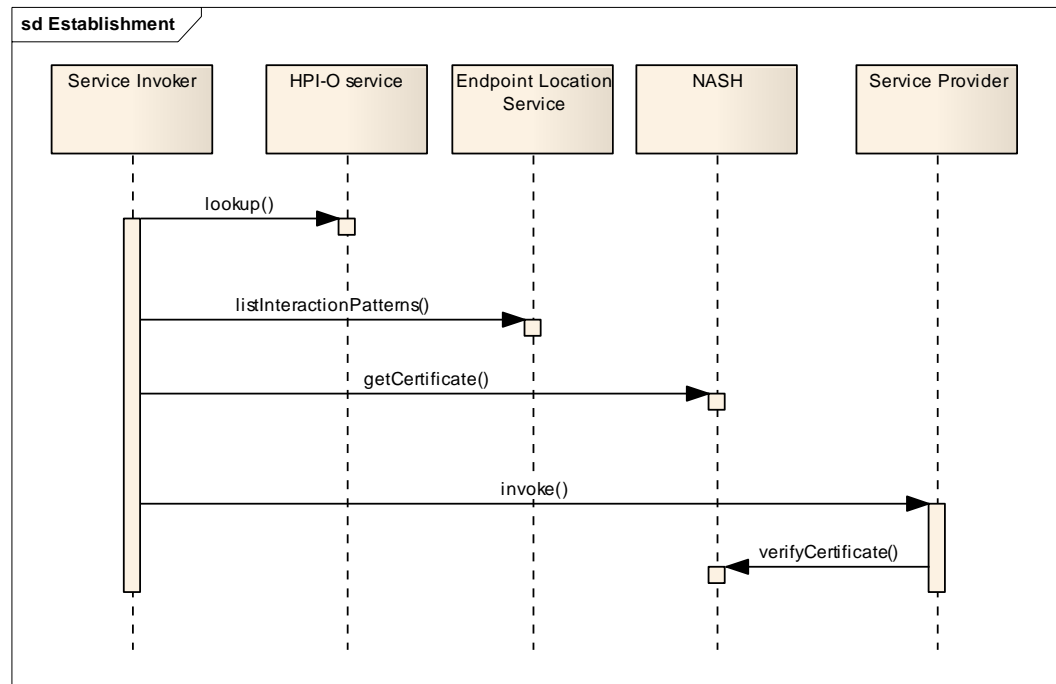 sd Establishment
Service Invoker
HPI-O service
Endpoint Location
Service
NASH
Service Provider
lookup()
listInteractionPatterns()
getCertificate()
invoke()
verifyCertificate()